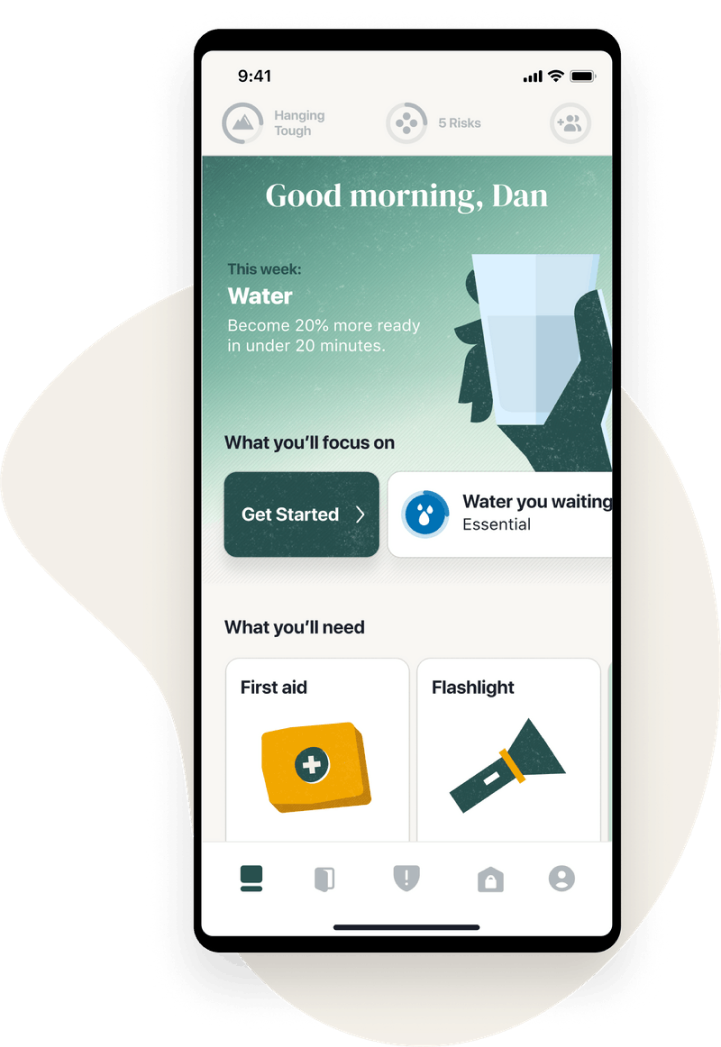 9:41
Hanging
Tough
5 Risks
Good morning, Dan
This week:
Water
Become 20% more ready
in under 20 minutes.
What you’ll focus on
Get Started
Water you waiting
Essential
What you’ll need
First aid
Flashlight